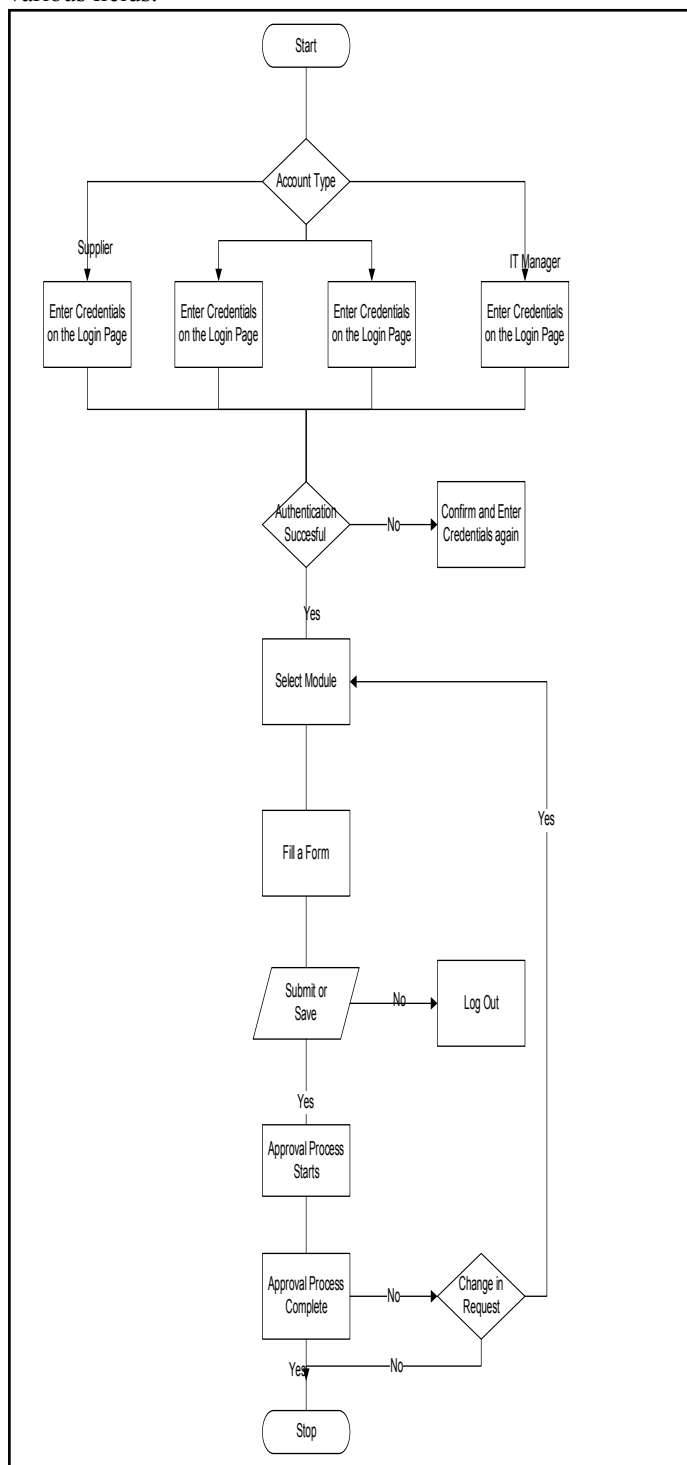 Start
Account Type
Supplier
IT Manager
Enter Credentials
on the Login Page
Enter Credentials
on the Login Page
Enter Credentials
on the Login Page
Enter Credentials
on the Login Page
Authentication
Succesful
No
Confirm and Enter
Credentials again
Yes
Select Module
Yes
Fill a Form
Submit or
Save
No
Log Out
Yes
Approval Process
Starts
Approval Process
Complete
No
Change in
Request
Yes
No
Stop